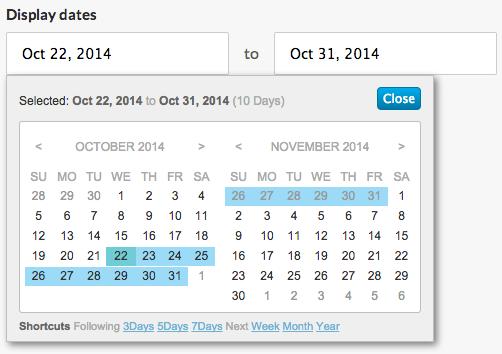 Display dates
Oct 22, 2014 to Oct 31, 2014
Selected: Oct 22, 2014 to Oct 31, 2014 (10 Days) Close
< OCTOBER 2014 > < NOVEMBER 2014 >
SU MO TU WE TH FR SA SU MO TU WE TH FR SA
28 29 30 1 2 3 4 26 27 28 29 30 31 1
5 6 7 8 9 10 11 2 3 4 5 6 7 8
12 13 14 15 16 17 18 9 10 11 12 13 14 15
19 20 21 22 23 24 25 16 17 18 19 20 21 22
26 27 28 29 30 31 1 23 24 25 26 27 28 29
30 1 2 3 4 5 6
Shortcuts Following 3Days 5Days 7Days Next Week Month Year